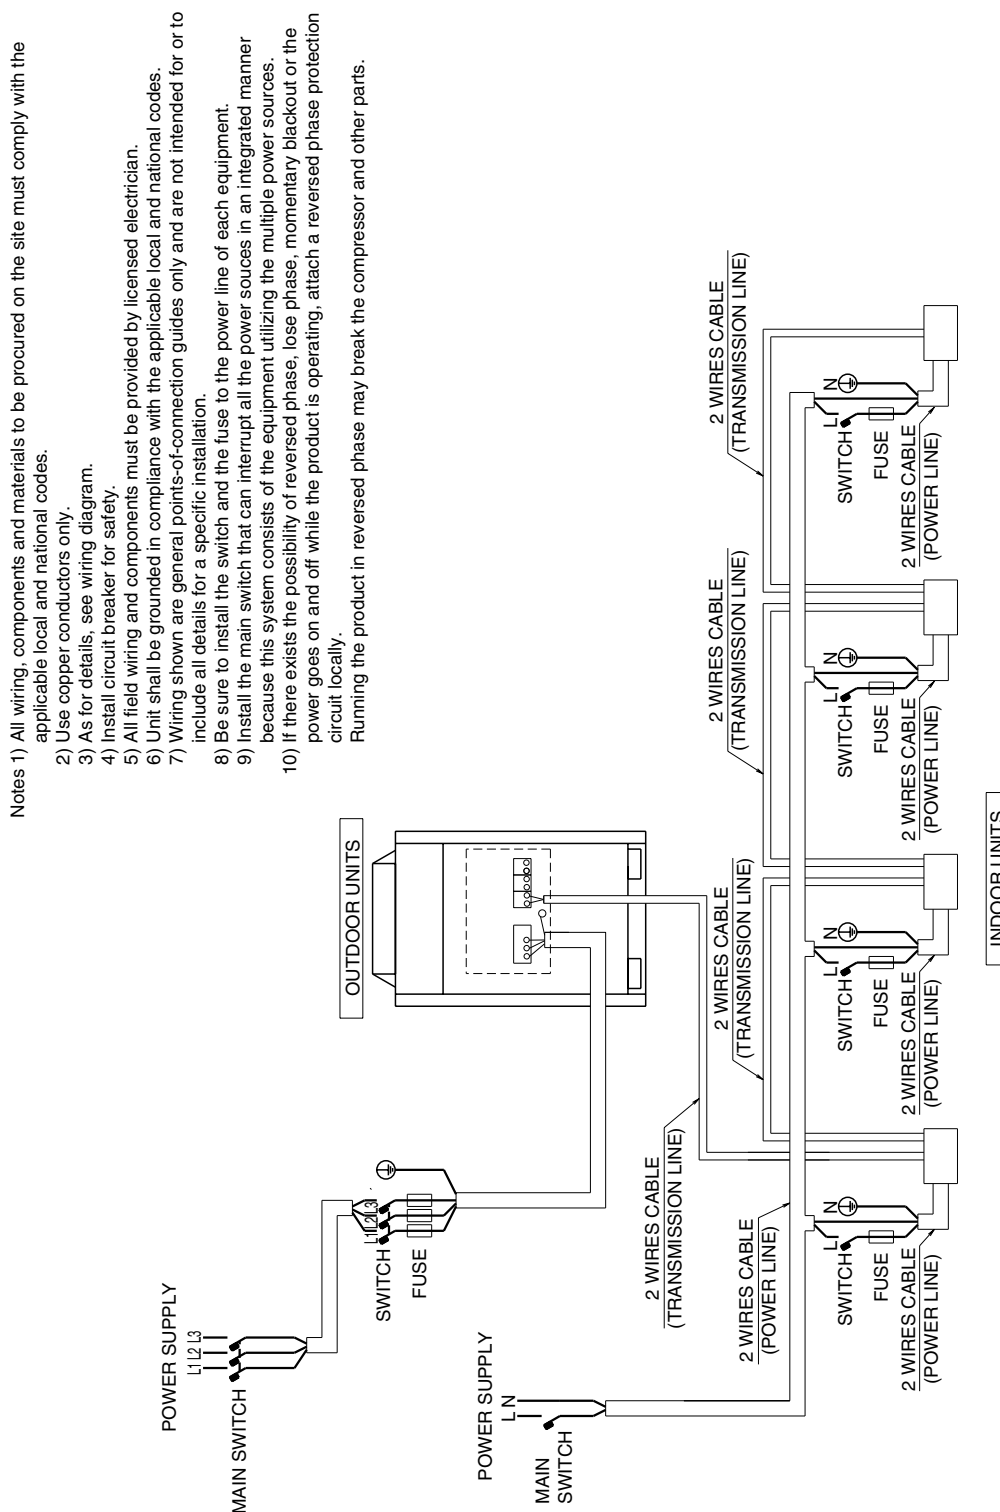 Notes 1) All wiring, components and materials to be procured on the site must comply with the
applicable local and national codes.
2) Use copper conductors only.
3) As for details, see wiring diagram.
4) Install circuit breaker for safety.
5) All field wiring and components must be provided by licensed electrician.
6) Unit shall be grounded in compliance with the applicable local and national codes.
7) Wiring shown are general points-of-connection guides only and are not intended for or to
include all details for a specific installation.
8) Be sure to install the switch and the fuse to the power line of each equipment.
9) Install the main switch that can interrupt all the power souces in an integrated manner
because this system consists of the equipment utilizing the multiple power sources.
10) If there exists the possibility of reversed phase, lose phase, momentary blackout or the
power goes on and off while the product is operating, attach a reversed phase protection
circuit locally.
Running the product in reversed phase may break the compressor and other parts.
POWER SUPPLY
L1 L2 L3
MAIN SWITCH
L1 L2 L3
SWITCH
FUSE
OUTDOOR UNITS
POWER SUPPLY
L N
MAIN
SWITCH
2 WIRES CABLE
(TRANSMISSION LINE)
2 WIRES CABLE
(POWER LINE)
2 WIRES CABLE
(TRANSMISSION LINE)
2 WIRES CABLE
(TRANSMISSION LINE)
2 WIRES CABLE
(TRANSMISSION LINE)
L N
SWITCH
FUSE
2 WIRES CABLE
(POWER LINE)
L N
SWITCH
FUSE
2 WIRES CABLE
(POWER LINE)
L N
SWITCH
FUSE
2 WIRES CABLE
(POWER LINE)
L N
SWITCH
FUSE
2 WIRES CABLE
(POWER LINE)
INDOOR UNITS